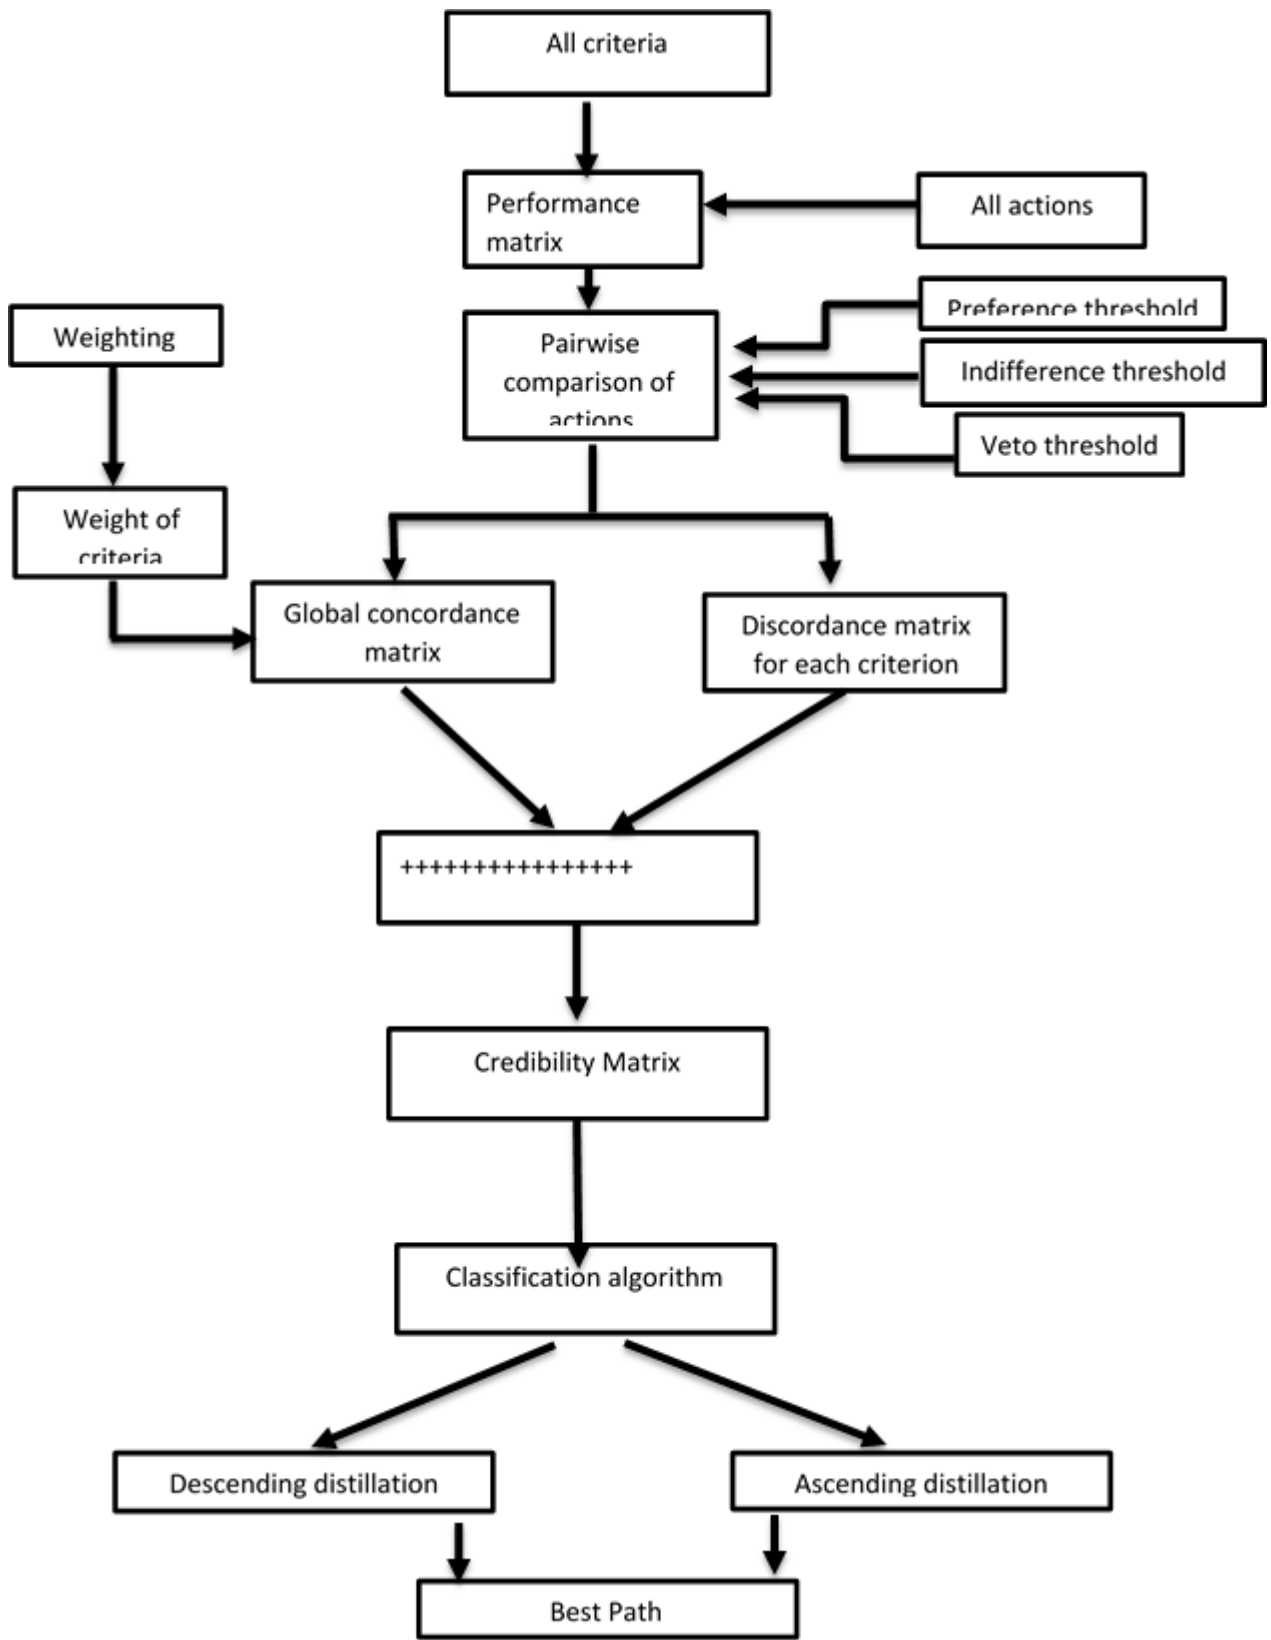 All criteria
Performance
matrix
All actions
Preference threshold
Weighting
Pairwise
comparison of
actions
Indifference threshold
Veto threshold
Weight of
criteria
Global concordance
matrix
Discordance matrix
for each criterion
++++++++++++++++
Credibility Matrix
Classification algorithm
Descending distillation
Ascending distillation
Best Path